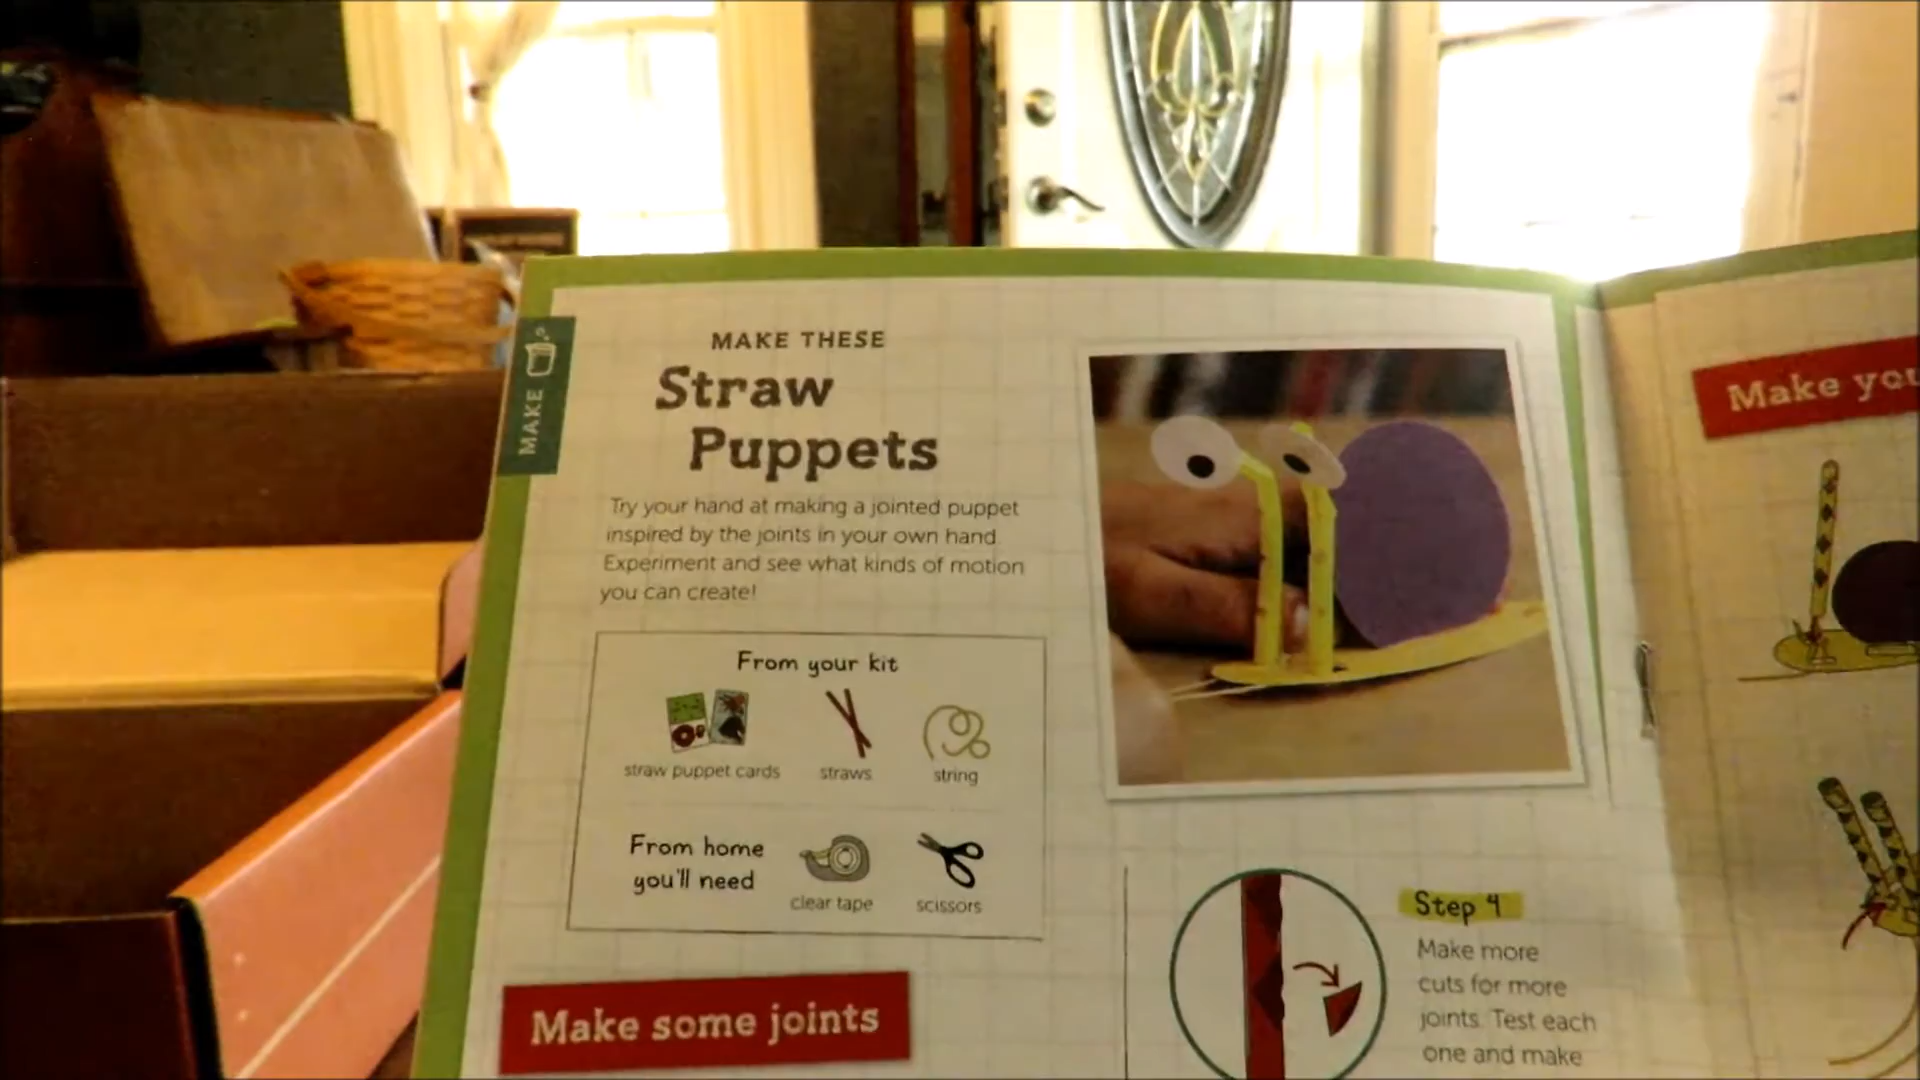 MAKE
MAKE THESE
Straw
Puppets
Try your hand at making a jointed puppet
inspired by the joints in your own hand
Experiment and see what kinds of motion
you can create!
From your kit
straw puppet cards
straws
string
From home
you'll need
clear tape
scissors
Make some joints
Step 4
Make more
cuts for more
joints. Test each
one and make
Make you